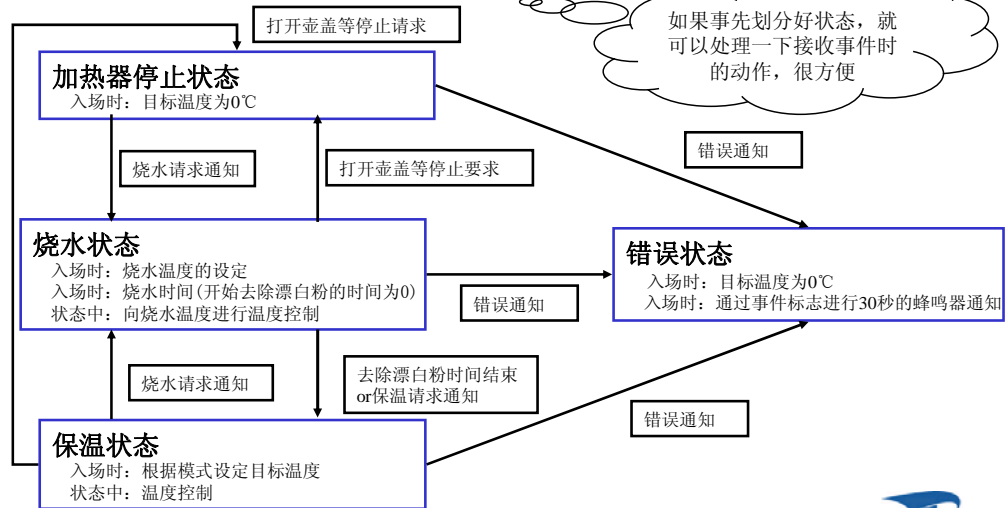 打开壶盖等停止请求
如果事先划分好状态，就
可以处理一下接收事件时
的动作，很方便
加热器停止状态
入场时：目标温度为0℃
错误通知
烧水请求通知
打开壶盖等停止要求
烧水状态
入场时：烧水温度的设定
入场时：烧水时间(开始去除漂白粉的时间为0)
状态中：向烧水温度进行温度控制
错误通知
错误状态
入场时：目标温度为0℃
入场时：通过事件标志进行30秒的蜂鸣器通知
烧水请求通知
去除漂白粉时间结束
or保温请求通知
错误通知
保温状态
入场时：根据模式设定目标温度
状态中：温度控制